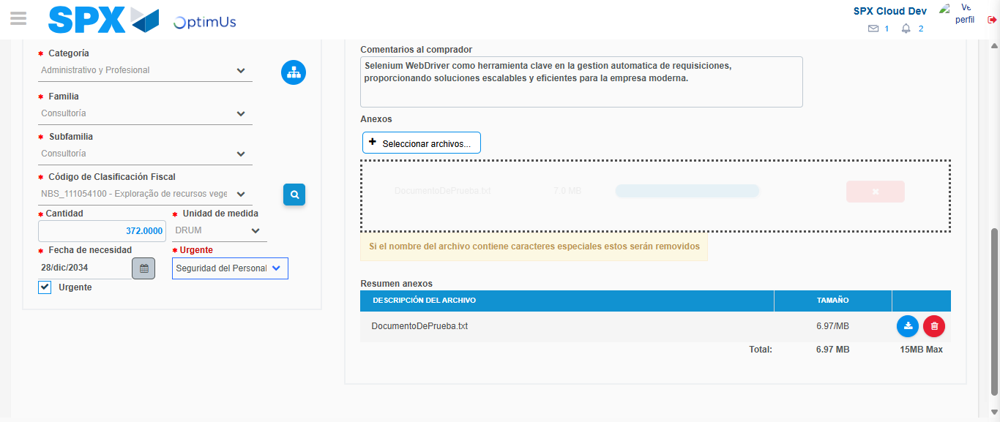 SPX
OptimUs
SPX Cloud Dev
1
2
Ve
perfil
* Categoría
Administrativo y Profesional
* Familia
Consultoría
* Subfamilia
Consultoría
* Código de Clasificación Fiscal
NBS_111054100 - Exploração de recursos vege
* Cantidad
* Unidad de medida
372.0000
DRUM
* Fecha de necesidad
* Urgente
28/dic/2034
Seguridad del Personal
Urgente
Comentarios al comprador
Selenium WebDriver como herramienta clave en la gestion automatica de requisiciones,
proporcionando soluciones escalables y eficientes para la empresa moderna.
Anexos
+ Seleccionar archivos...
DocumentoDePrueba.txt 7.0 MB
Si el nombre del archivo contiene caracteres especiales estos serán removidos
Resumen anexos
DESCRIPCIÓN DEL ARCHIVO TAMAÑO
DocumentoDePrueba.txt 6.97/MB
Total: 6.97 MB 15MB Max